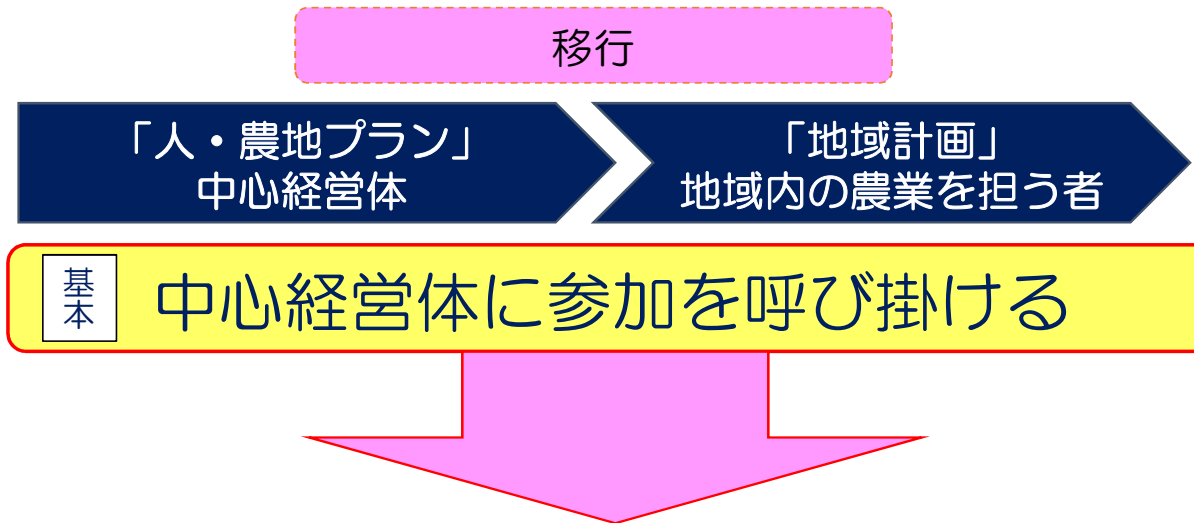 移行
「人・農地プラン」
中心経営体
「地域計画」
地域内の農業を担う者
基本
中心経営体に参加を呼び掛ける